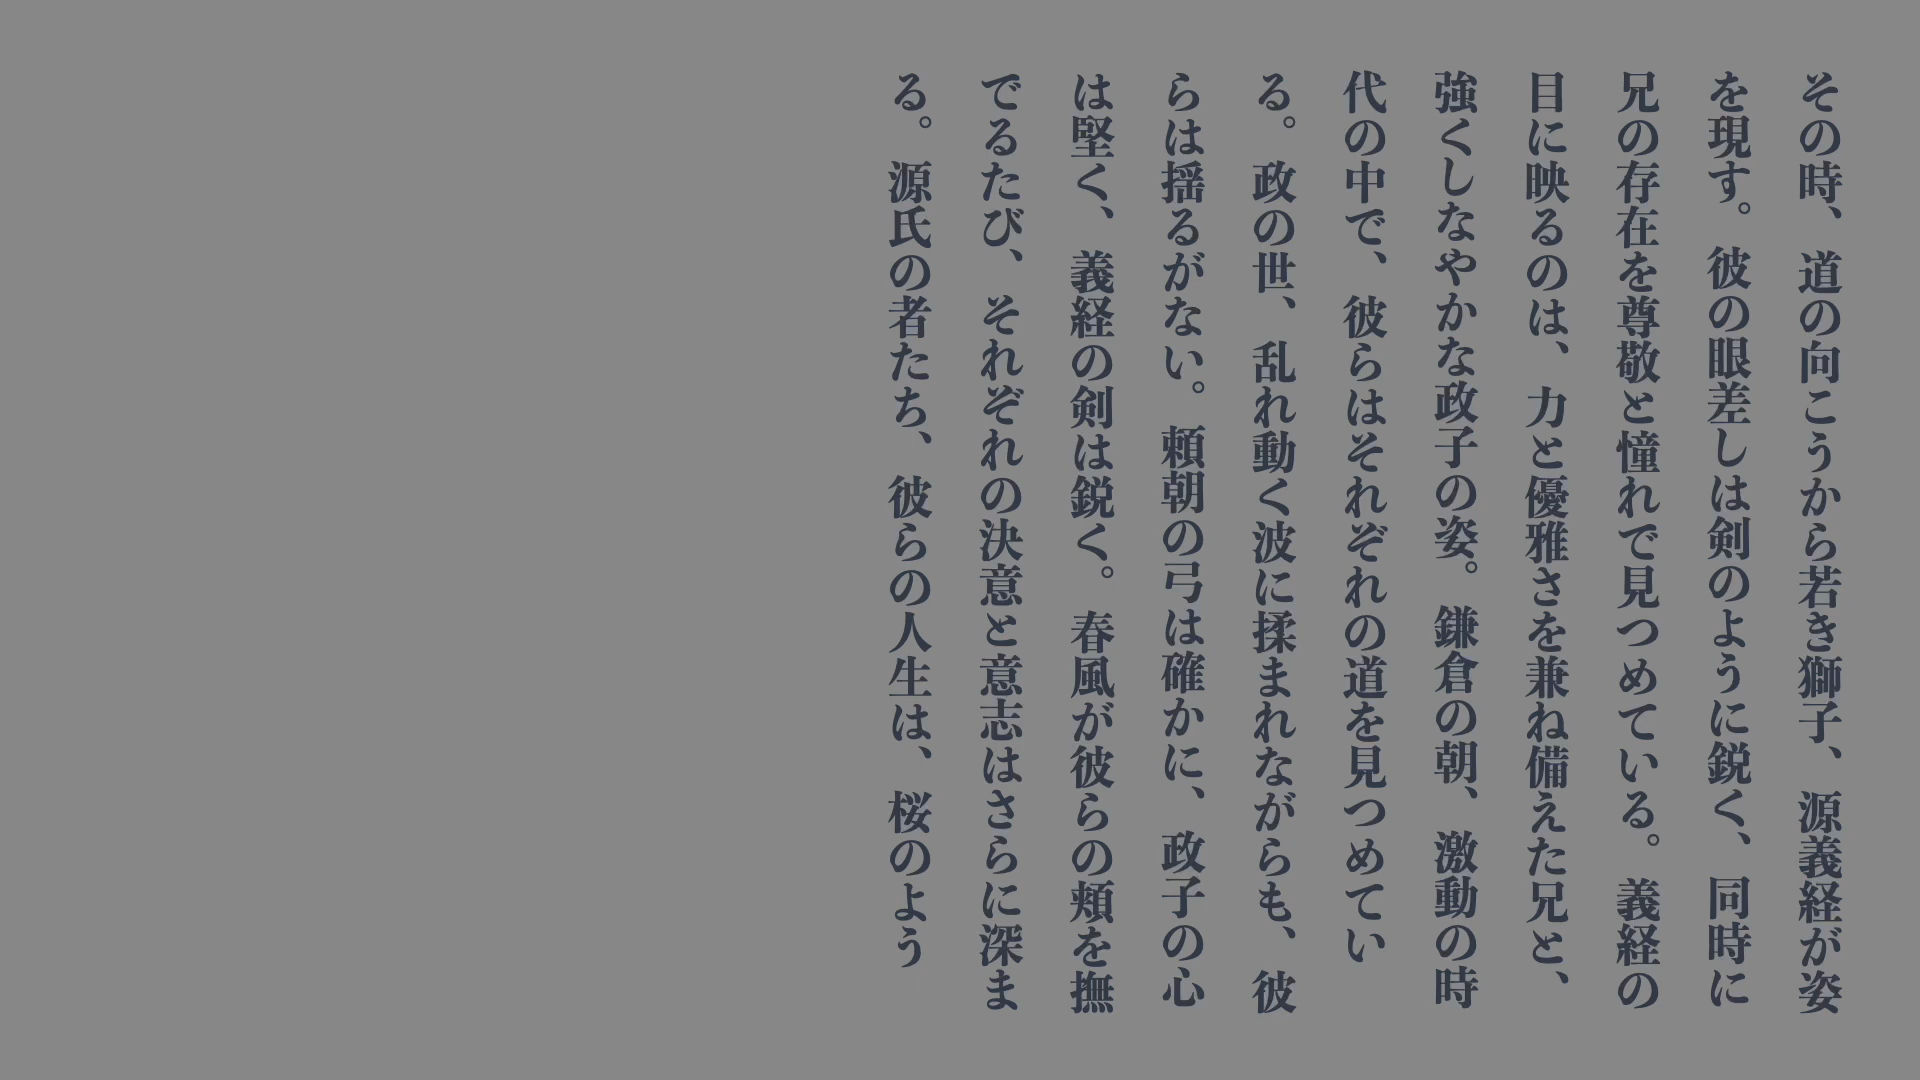 その時、道の向こうから若き獅子、源義経が姿
を現す。彼の眼差しは剣のように鋭く、同時に
兄の存在を尊敬と憧れで見つめている。義経の
目に映るのは、力と優雅さを兼ね備えた兄と、
強くしなやかな政子の姿。鎌倉の朝、激動の時
代の中で、彼らはそれぞれの道を見つめてい
る。政の世、乱れ動く波に揉まれながらも、彼
らは揺るがない。頼朝の弓は確かに、政子の心
は堅く、義経の剣は鋭く。春風が彼らの頬を撫
でるたび、それぞれの決意と意志はさらに深ま
る。源氏の者たち、彼らの人生は、桜のよう